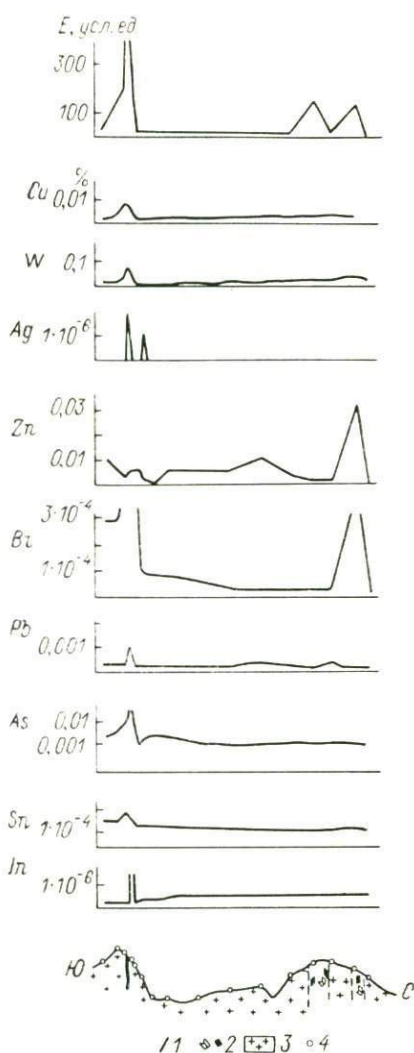 E, усл.ед.
300
100
%
Cu 0,01
W 0,1
Ag 1·10⁻⁶
0,03
Zn
0,01
3·10⁻⁴
Bi
1·10⁻⁴
Pb
0,001
As 0,01
0,001
Sn 1·10⁻⁴
In
1·10⁻⁶
Ю
С
1 2 3 4